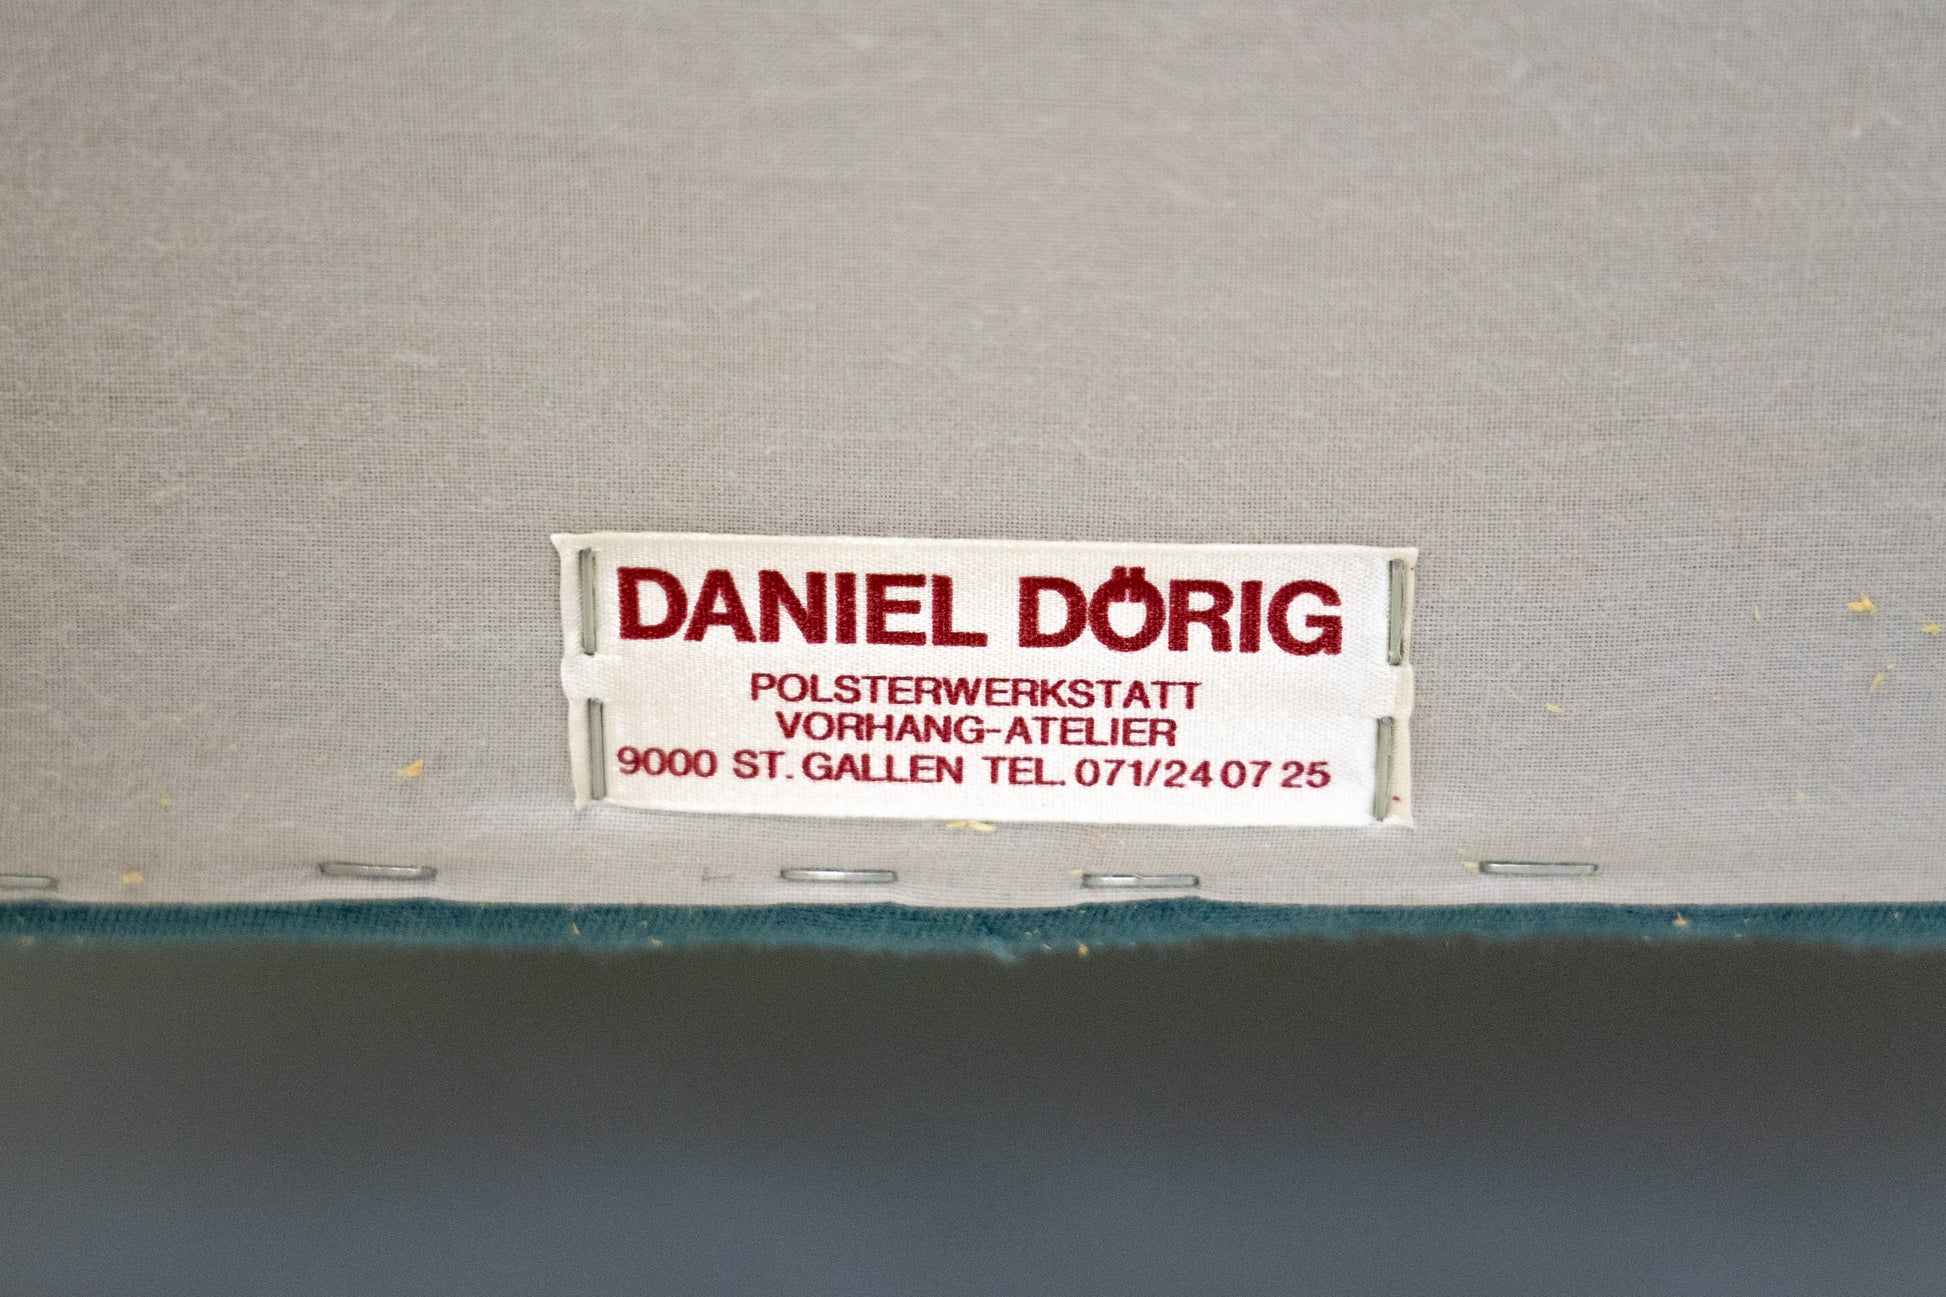 DANIEL DÖRIG
POLSTERWERKSTATT
VORHANG-ATELIER
9000 ST. GALLEN TEL. 071/24 07 25